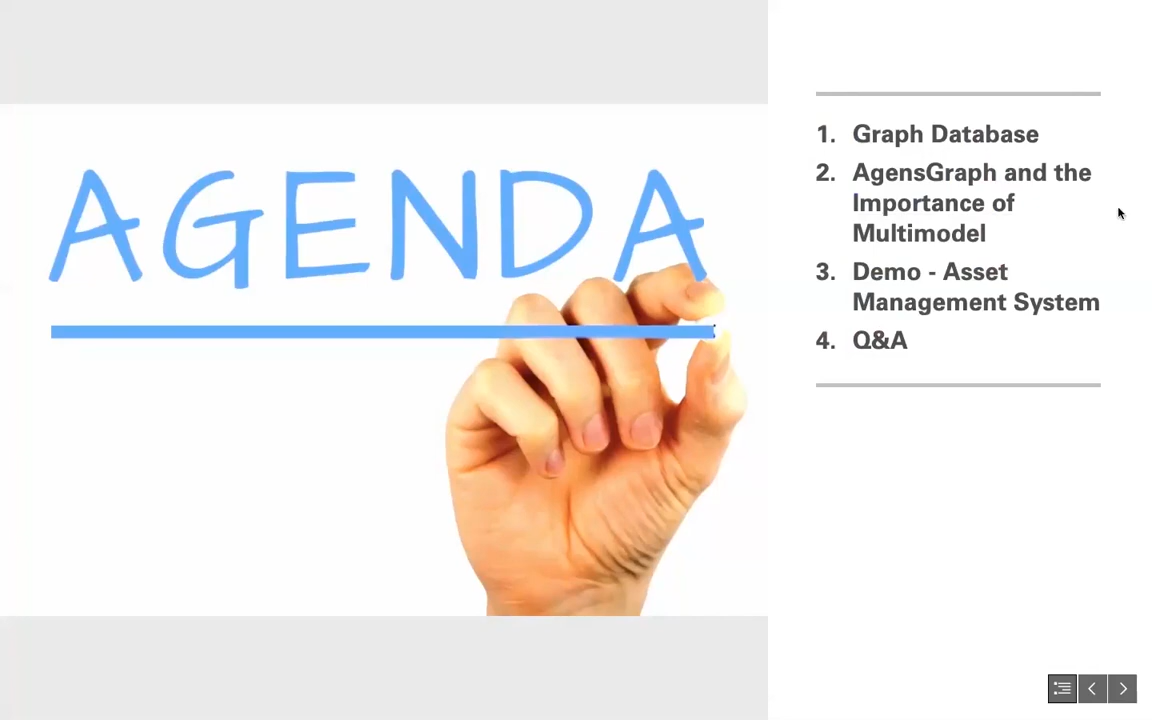 AGENDA
1. Graph Database
2. AgensGraph and the
Importance of
Multimodel
3. Demo - Asset
Management System
4. Q&A